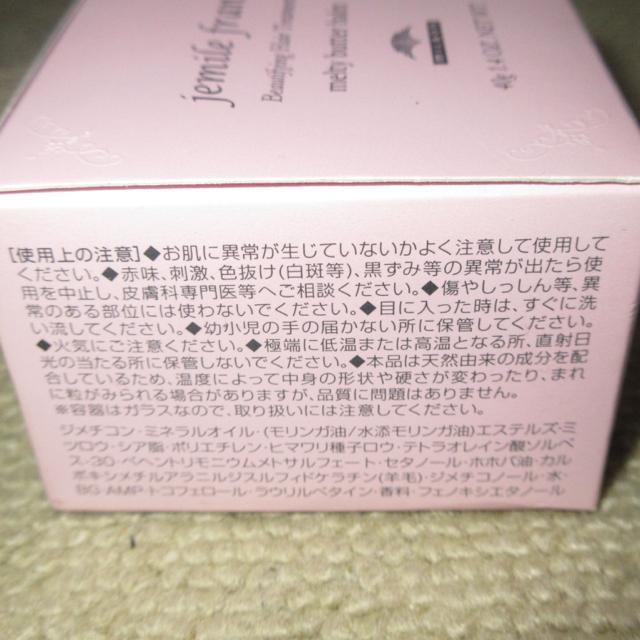 jemile fran
Beautifying Hair Treatment
melty butter balm
[使用上の注意]◆お肌に異常が生じていないかよく注意して使用して
ください。◆赤味、刺激、色抜け(白斑等)、黒ずみ等の異常が出たら使
用を中止し、皮膚科専門医等へご相談ください。◆傷やしっしん等、異
常のある部位には使わないでください。◆目に入った時は、すぐに洗
い流してください。◆幼小児の手の届かない所に保管してください。
◆火気にご注意ください。◆極端に低温または高温となる所、直射日
光の当たる所に保管しないでください。◆本品は天然由来の成分を配
合しているため、温度によって中身の形状や硬さが変わったり、まれ
に粒がみられる場合がありますが、品質に問題はありません。
※容器はガラスなので、取り扱いには注意してください。
ジメチコン・ミネラルオイル・(モリンガ油/水添モリンガ油)エステルズ・ミ
ツロウ・シア脂・ポリエチレン・ヒマワリ種子ロウ・テトラオレイン酸ソルベ
ス-30・ベヘントリモニウムメトサルフェート・セタノール・ホホバ油・カル
ボキシメチルアラニルジスルフィドケラチン(羊毛)・ジメチコノール・水・
BG・AMP・トコフェロール・ラウリルベタイン・香料・フェノキシエタノール